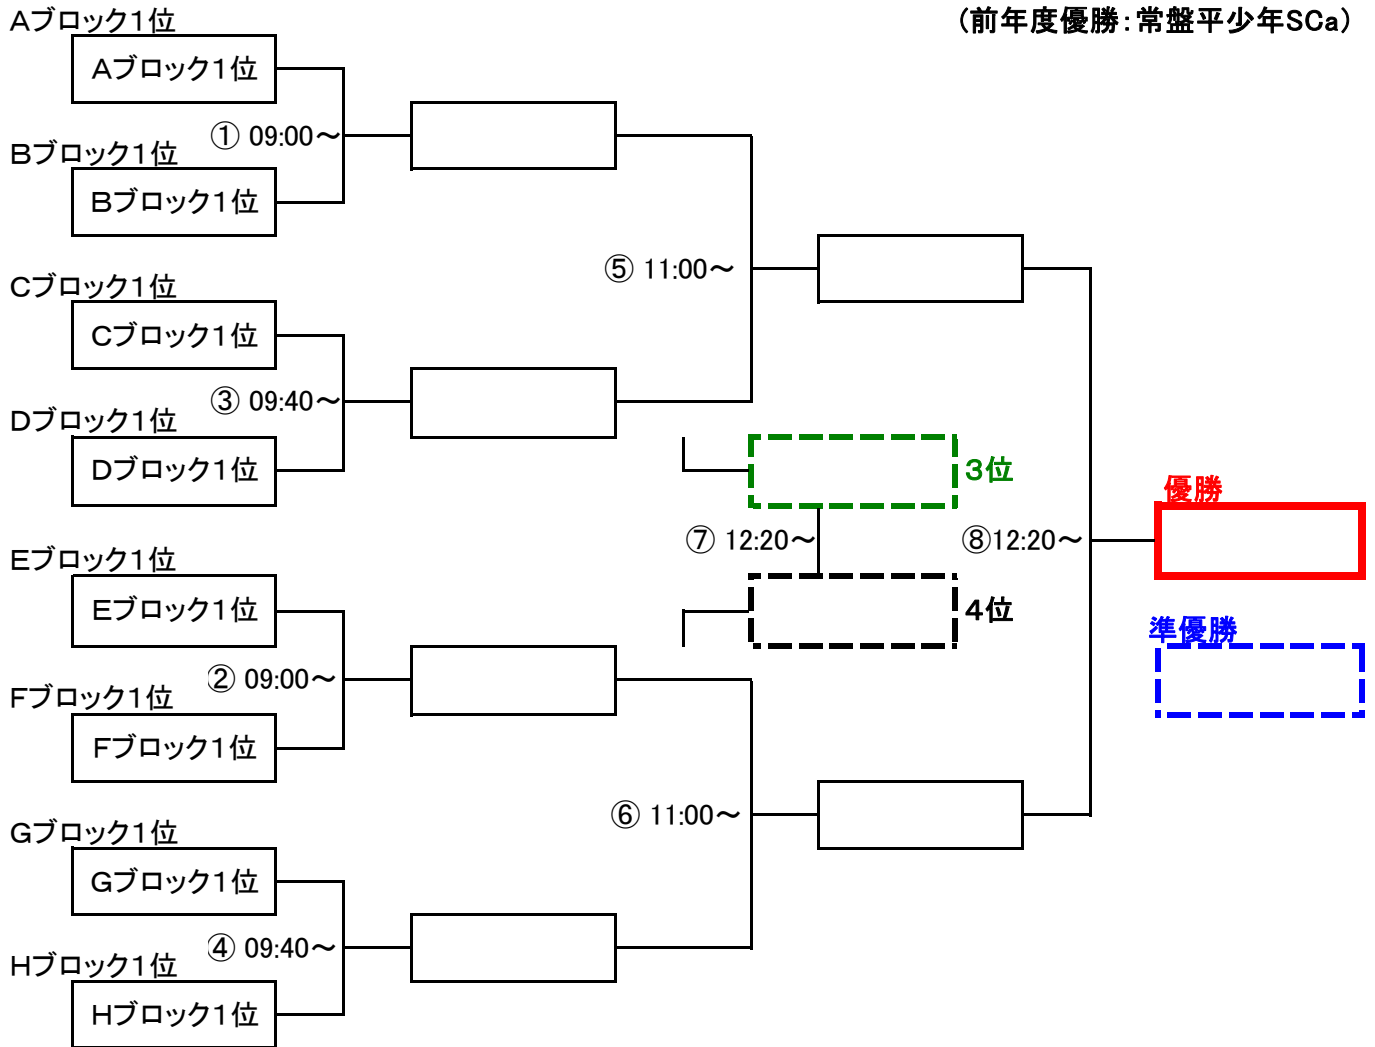 (前年度優勝:常盤平少年SCa)
Aブロック1位
Aブロック1位
① 09:00～
Bブロック1位
Bブロック1位
⑤ 11:00～
Cブロック1位
Cブロック1位
③ 09:40～
Dブロック1位
Dブロック1位
3位
優勝
⑦ 12:20～
⑧12:20～
Eブロック1位
Eブロック1位
4位
準優勝
② 09:00～
Fブロック1位
Fブロック1位
⑥ 11:00～
Gブロック1位
Gブロック1位
④ 09:40～
Hブロック1位
Hブロック1位